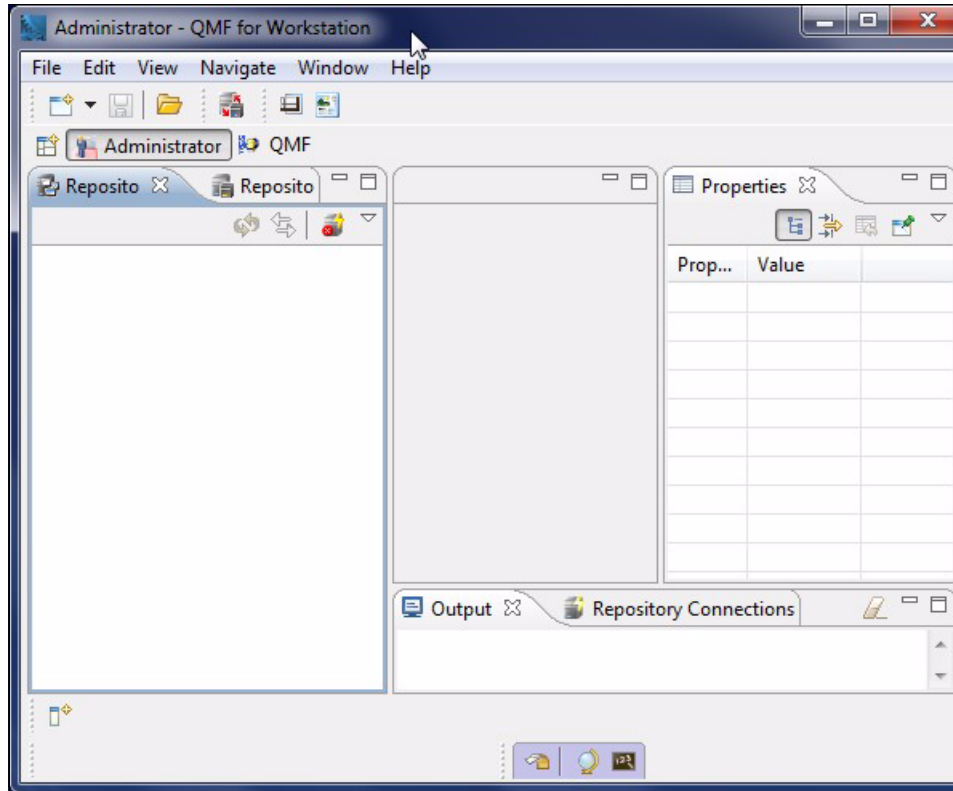 Administrator - QMF for Workstation
File Edit View Navigate Window Help
Administrator QMF
Reposito Reposito
Properties
Prop... Value
Output Repository Connections
123